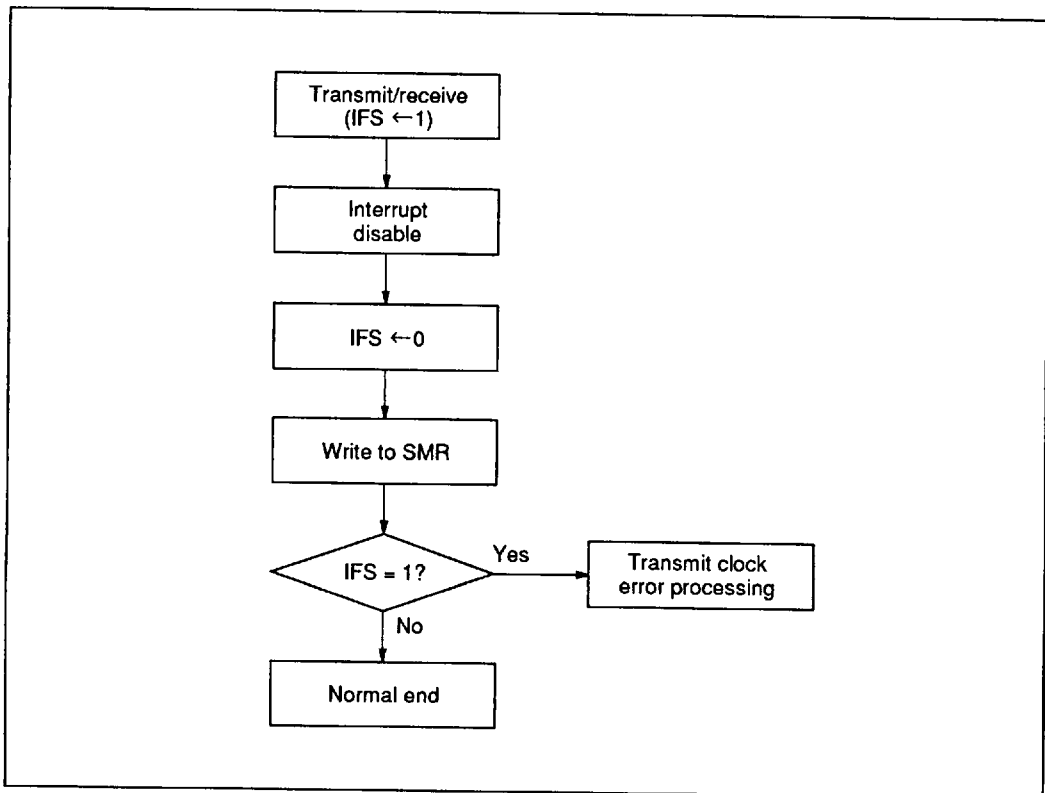 Transmit/receive
(IFS ←1)
Interrupt
disable
IFS ←0
Write to SMR
IFS = 1?
Yes
Transmit clock
error processing
No
Normal end